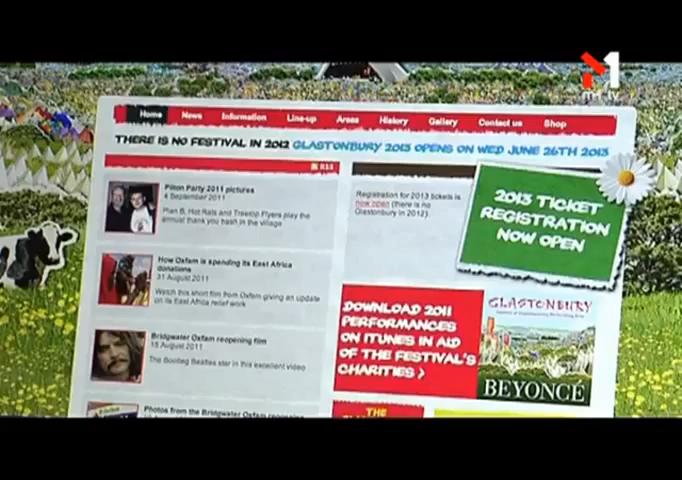 M1
Home News Information Line-up Areas History Gallery Contact us Shop
THERE IS NO FESTIVAL IN 2012 GLASTONBURY 2013 OPENS ON WED JUNE 26TH 2013
RSS
Pilton Party 2011 pictures
4 September 2011
Plan B, Hot Rats and Treetop Flyers play the
annual thank you bash in the village
How Oxfam is spending its East Africa
donations
31 August 2011
Watch this short film from Oxfam giving an update
on its East Africa relief work
Bridgwater Oxfam reopening film
15 August 2011
The Bootleg Beatles star in this excellent video
Photos from the Bridgwater Oxfam reopening
Registration for 2013 tickets is
now open (there is no
Glastonbury in 2012).
2013 TICKET
REGISTRATION
NOW OPEN
DOWNLOAD 2011
PERFORMANCES
ON ITUNES IN AID
OF THE FESTIVAL'S
CHARITIES >
GLASTONBURY
BEYONCÉ
THE